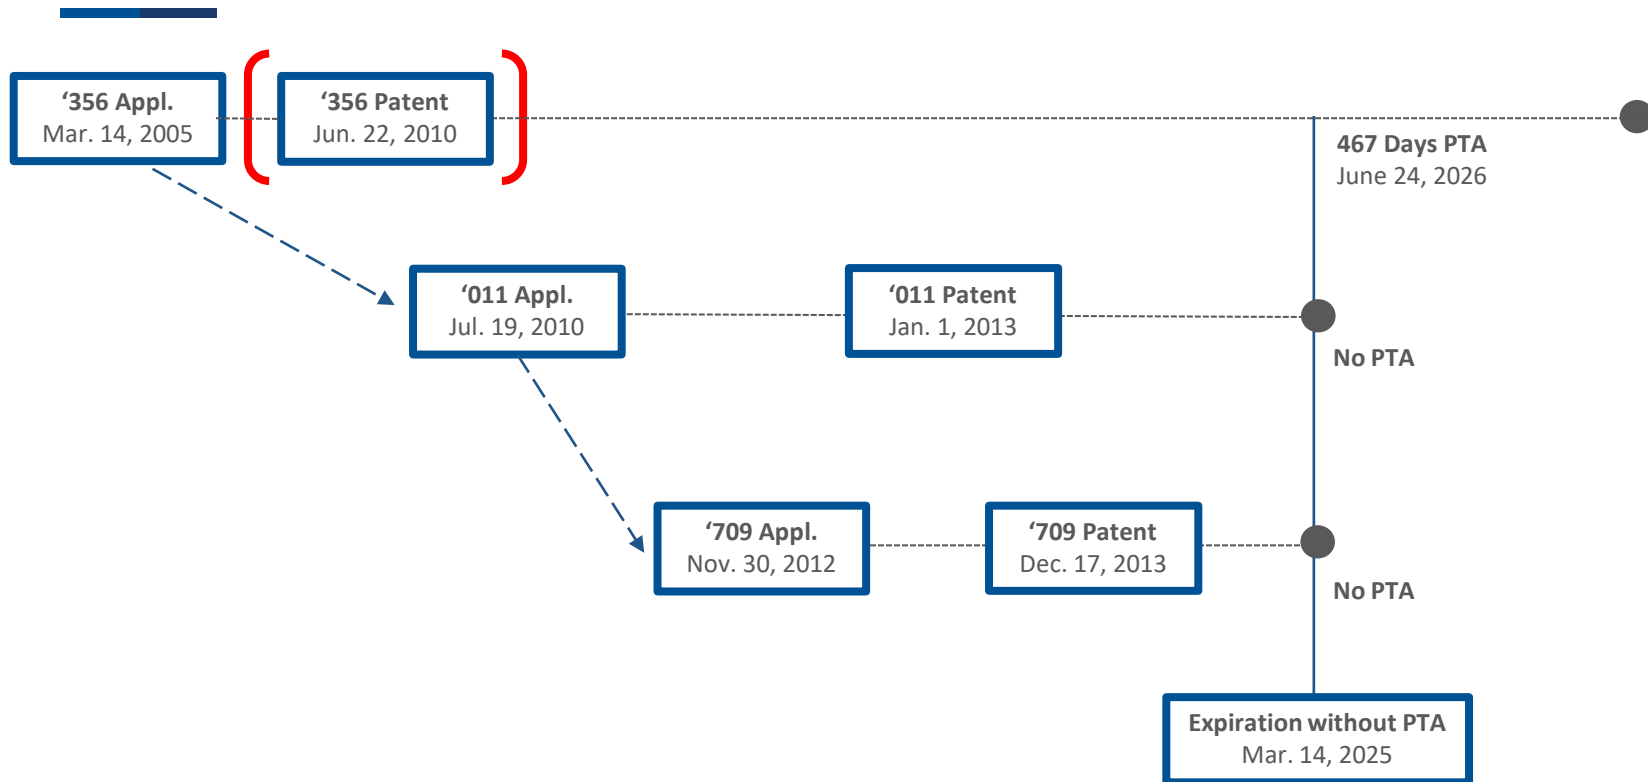 ‘356 Appl.
Mar. 14, 2005
‘356 Patent
Jun. 22, 2010
467 Days PTA
June 24, 2026
‘011 Appl.
Jul. 19, 2010
‘011 Patent
Jan. 1, 2013
No PTA
‘709 Appl.
Nov. 30, 2012
‘709 Patent
Dec. 17, 2013
No PTA
Expiration without PTA
Mar. 14, 2025